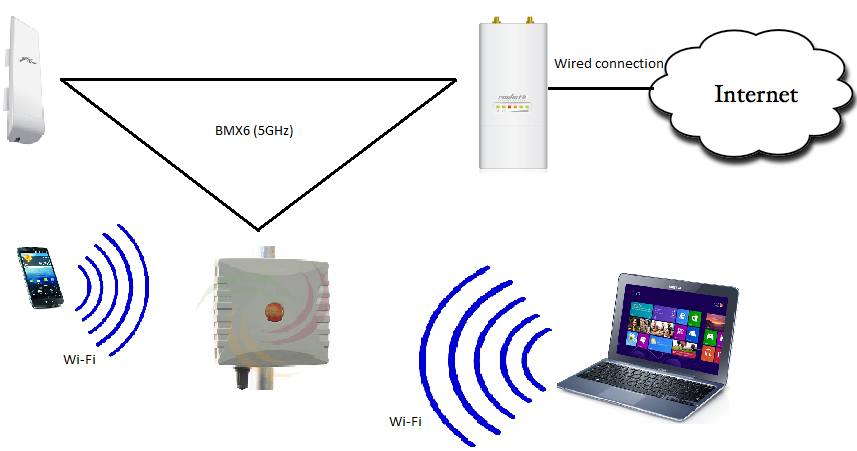 Wired connection
Internet
BMX6 (5GHz)
Wi-Fi
Wi-Fi